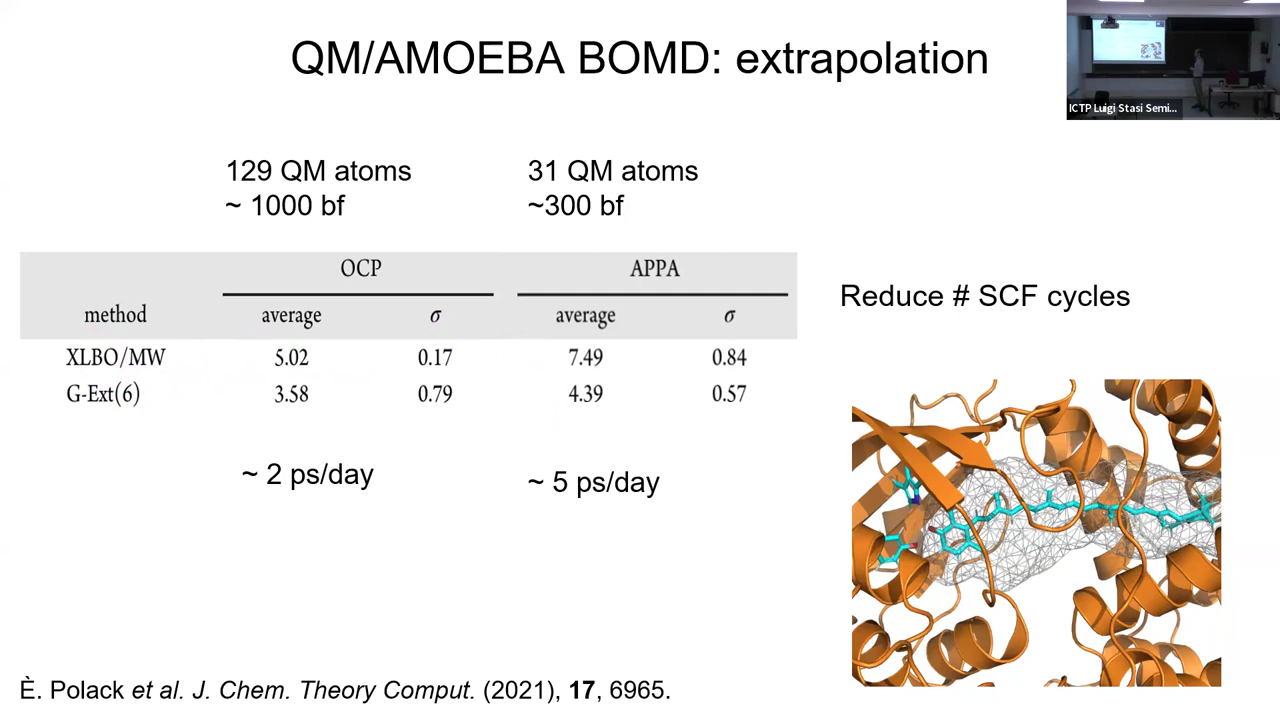 QM/AMOEBA BOMD: extrapolation
ICTP Luigi Stasi Semi...
129 QM atoms
~ 1000 bf
31 QM atoms
~300 bf
OCP APPA
method average σ average σ
XLBO/MW 5.02 0.17 7.49 0.84
G-Ext(6) 3.58 0.79 4.39 0.57
~ 2 ps/day
~ 5 ps/day
Reduce # SCF cycles
È. Polack et al. J. Chem. Theory Comput. (2021), 17, 6965.